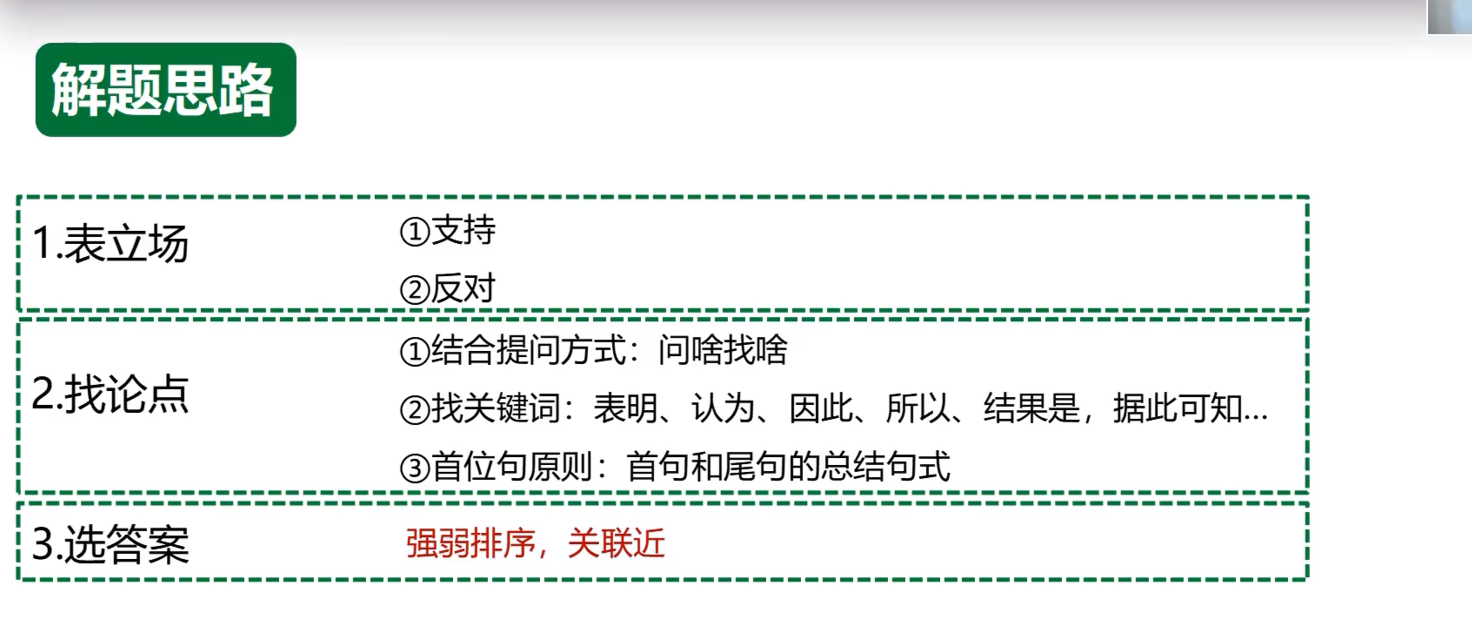 解题思路
1.表立场
①支持
②反对
2.找论点
①结合提问方式：问啥找啥
②找关键词：表明、认为、因此、所以、结果是，据此可知...
③首位句原则：首句和尾句的总结句式
3.选答案
强弱排序，关联近